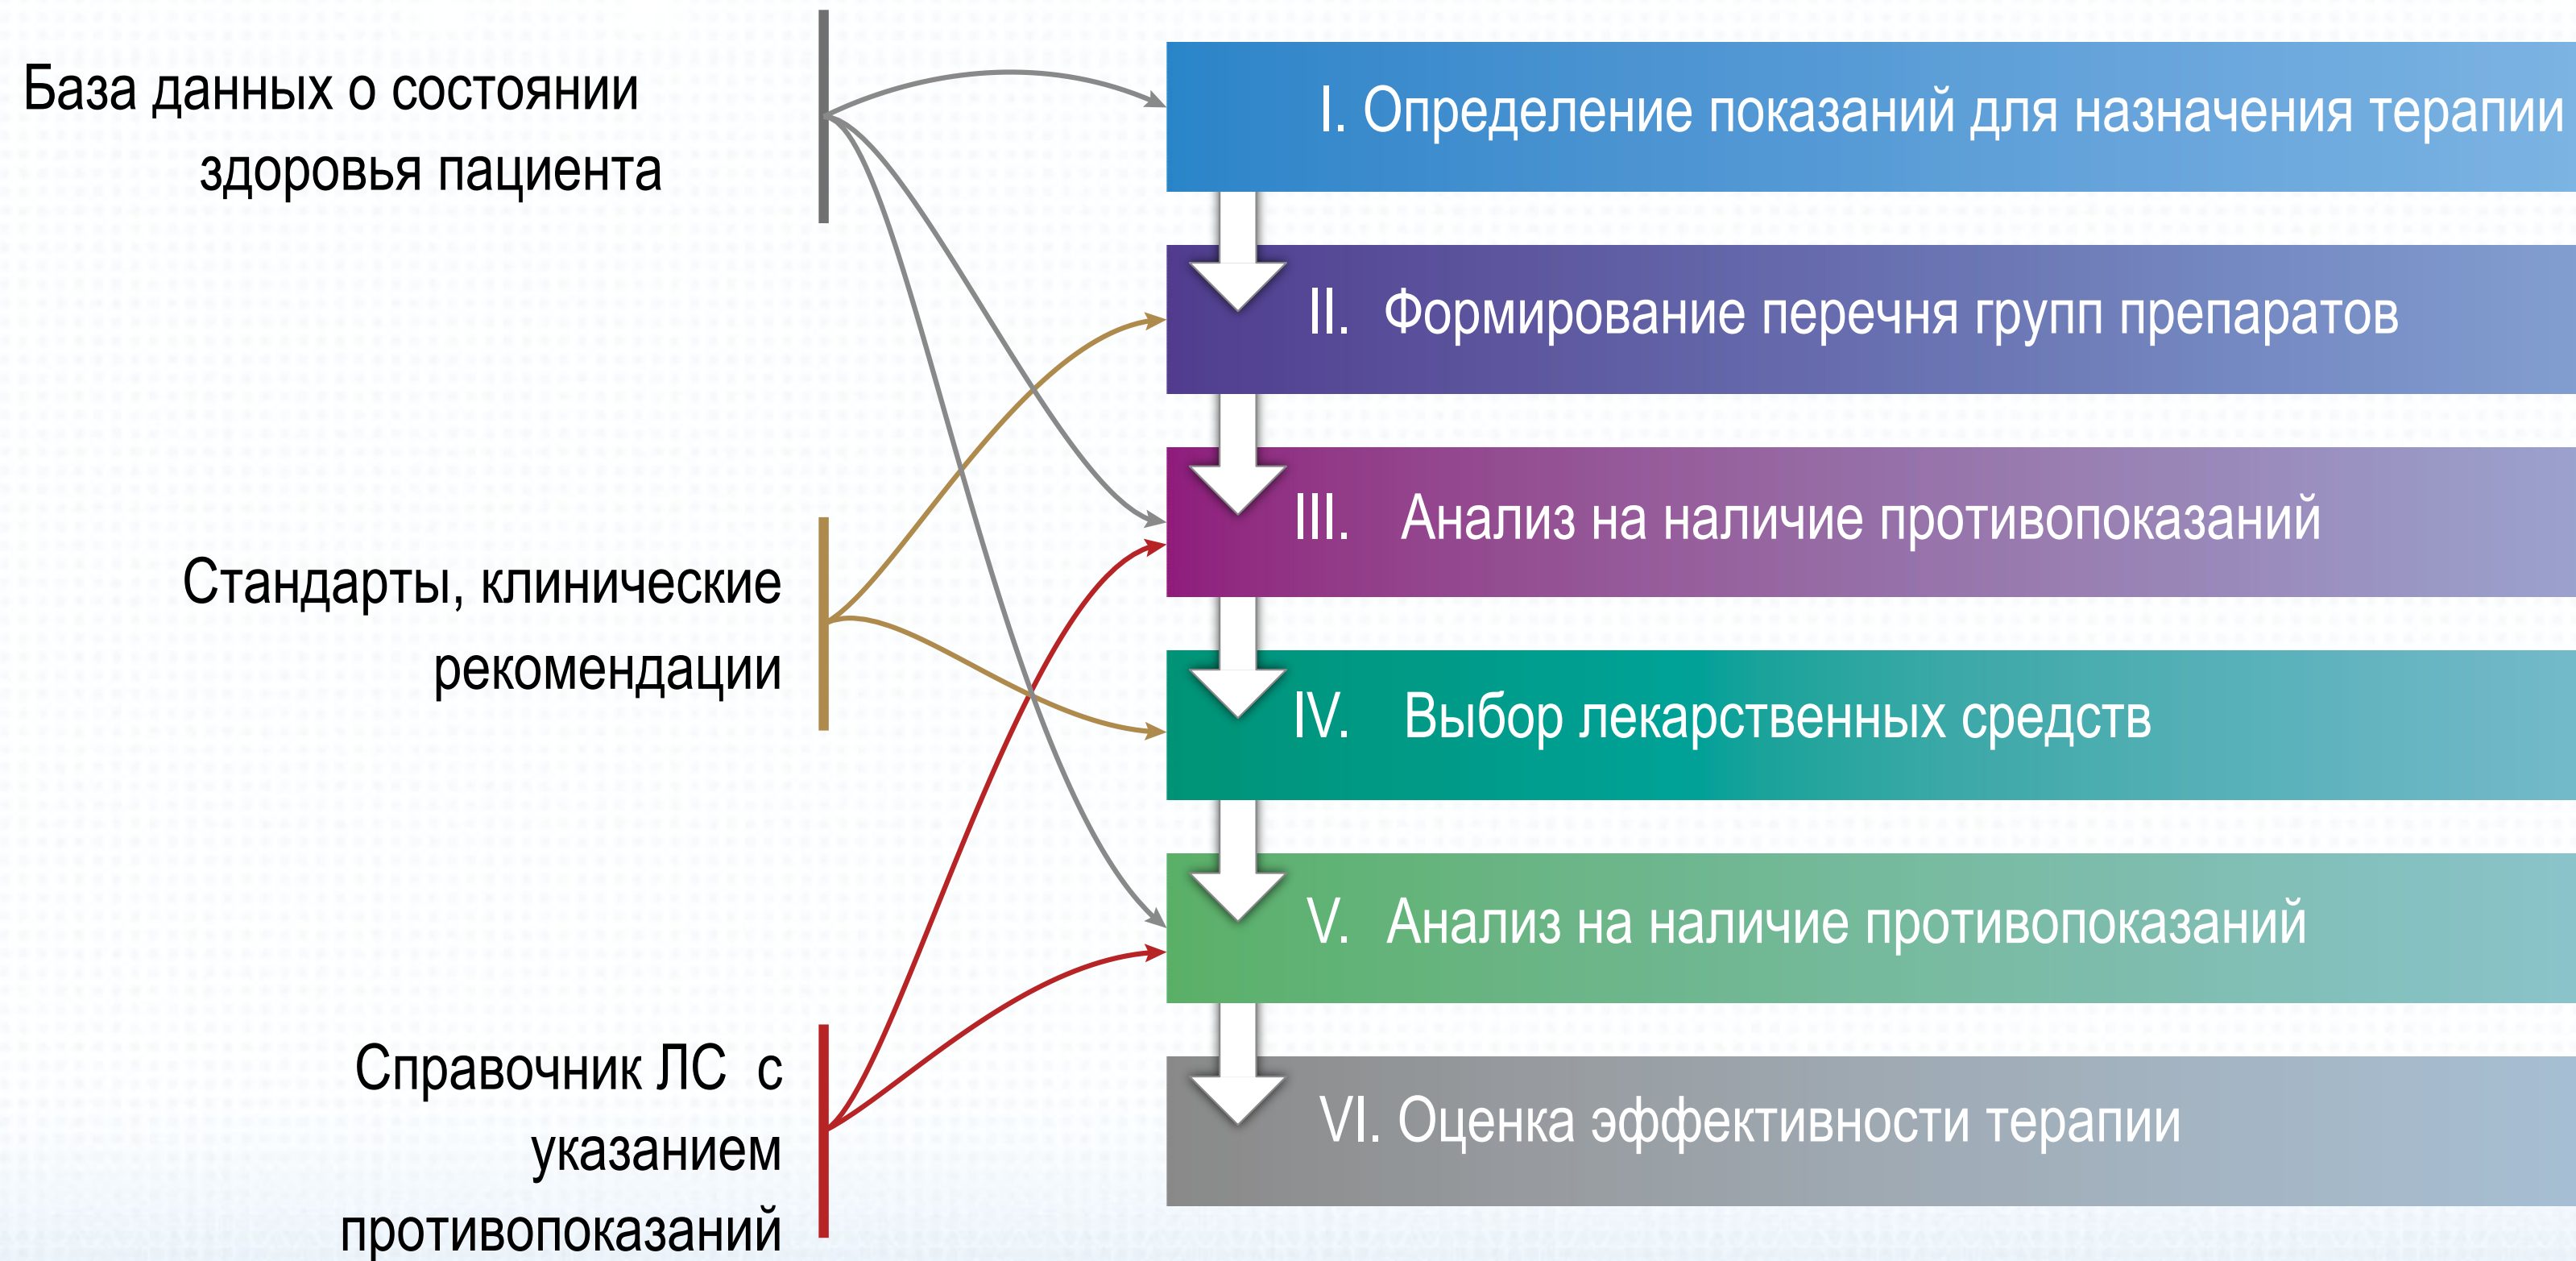 База данных о состоянии
здоровья пациента
Стандарты, клинические
рекомендации
Справочник ЛС с
указанием
противопоказаний
I. Определение показаний для назначения терапии
II. Формирование перечня групп препаратов
III. Анализ на наличие противопоказаний
IV. Выбор лекарственных средств
V. Анализ на наличие противопоказаний
VI. Оценка эффективности терапии